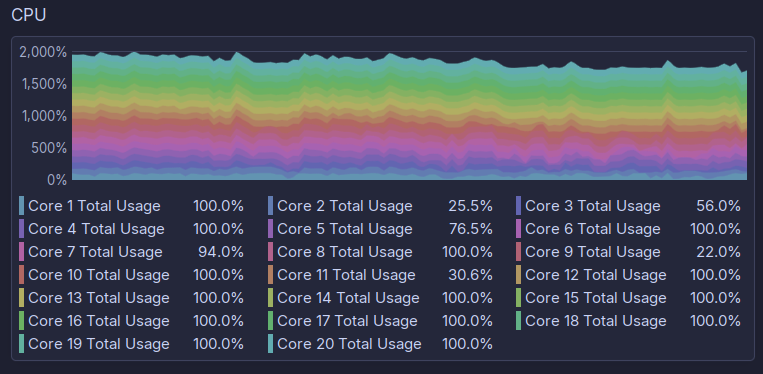 CPU
2,000%
1,500%
1,000%
500%
0%
Core 1 Total Usage 100.0% Core 2 Total Usage 25.5% Core 3 Total Usage 56.0%
Core 4 Total Usage 100.0% Core 5 Total Usage 76.5% Core 6 Total Usage 100.0%
Core 7 Total Usage 94.0% Core 8 Total Usage 100.0% Core 9 Total Usage 22.0%
Core 10 Total Usage 100.0% Core 11 Total Usage 30.6% Core 12 Total Usage 100.0%
Core 13 Total Usage 100.0% Core 14 Total Usage 100.0% Core 15 Total Usage 100.0%
Core 16 Total Usage 100.0% Core 17 Total Usage 100.0% Core 18 Total Usage 100.0%
Core 19 Total Usage 100.0% Core 20 Total Usage 100.0%